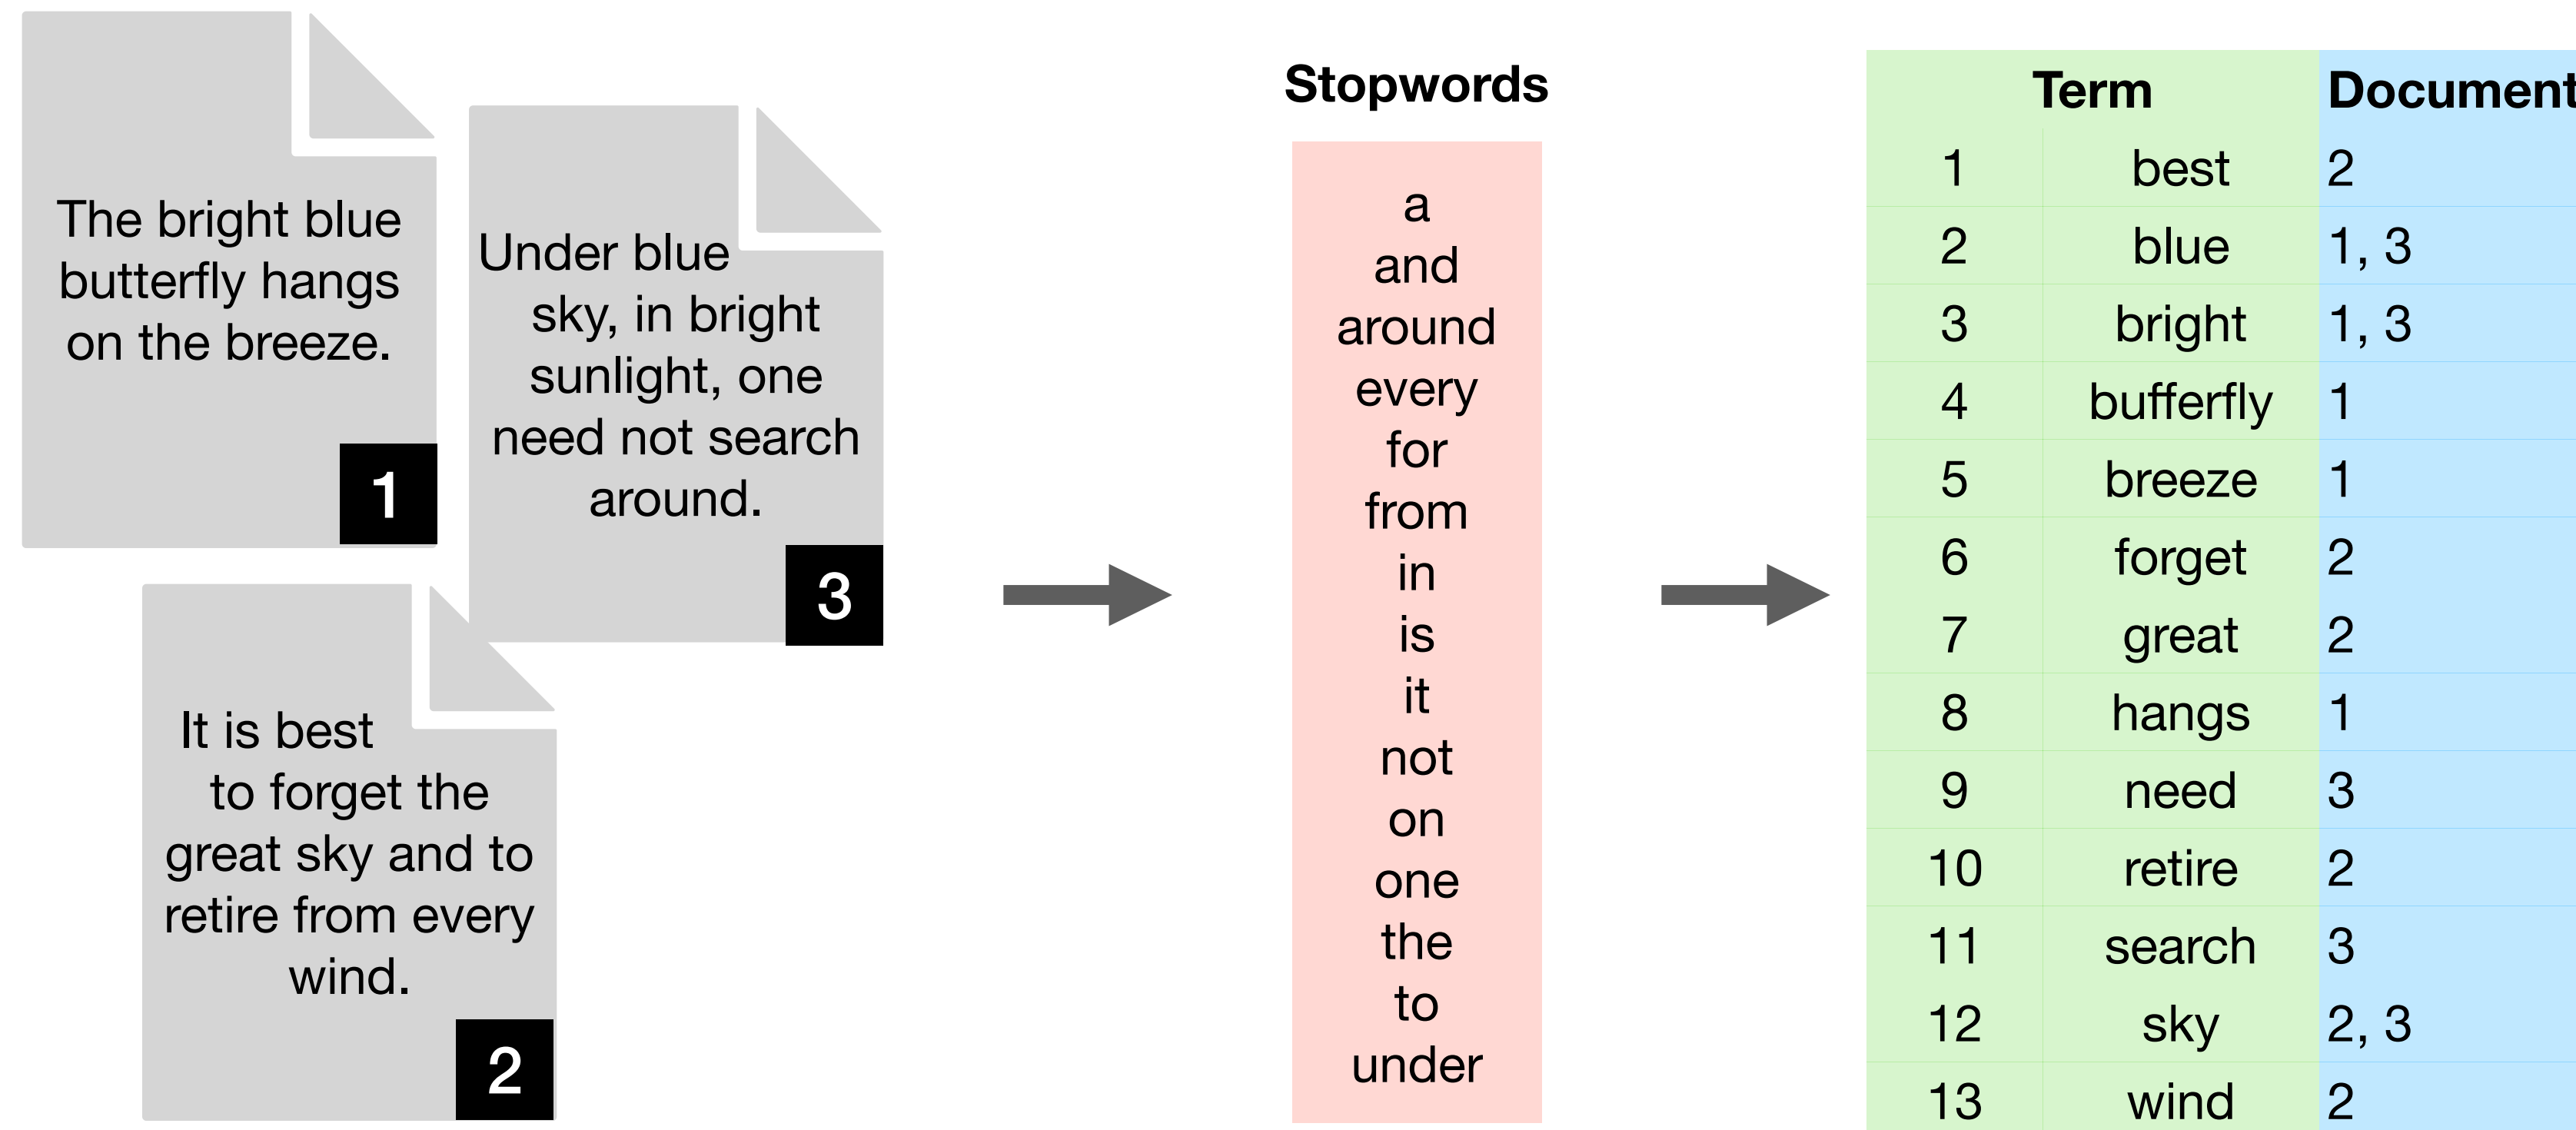 The bright blue
butterfly hangs
on the breeze.
1
Under blue
sky, in bright
sunlight, one
need not search
around.
3
It is best
to forget the
great sky and to
retire from every
wind.
2
Stopwords
a
and
around
every
for
from
in
is
it
not
on
one
the
to
under
Term Document
1 best 2
2 blue 1, 3
3 bright 1, 3
4 bufferfly 1
5 breeze 1
6 forget 2
7 great 2
8 hangs 1
9 need 3
10 retire 2
11 search 3
12 sky 2, 3
13 wind 2